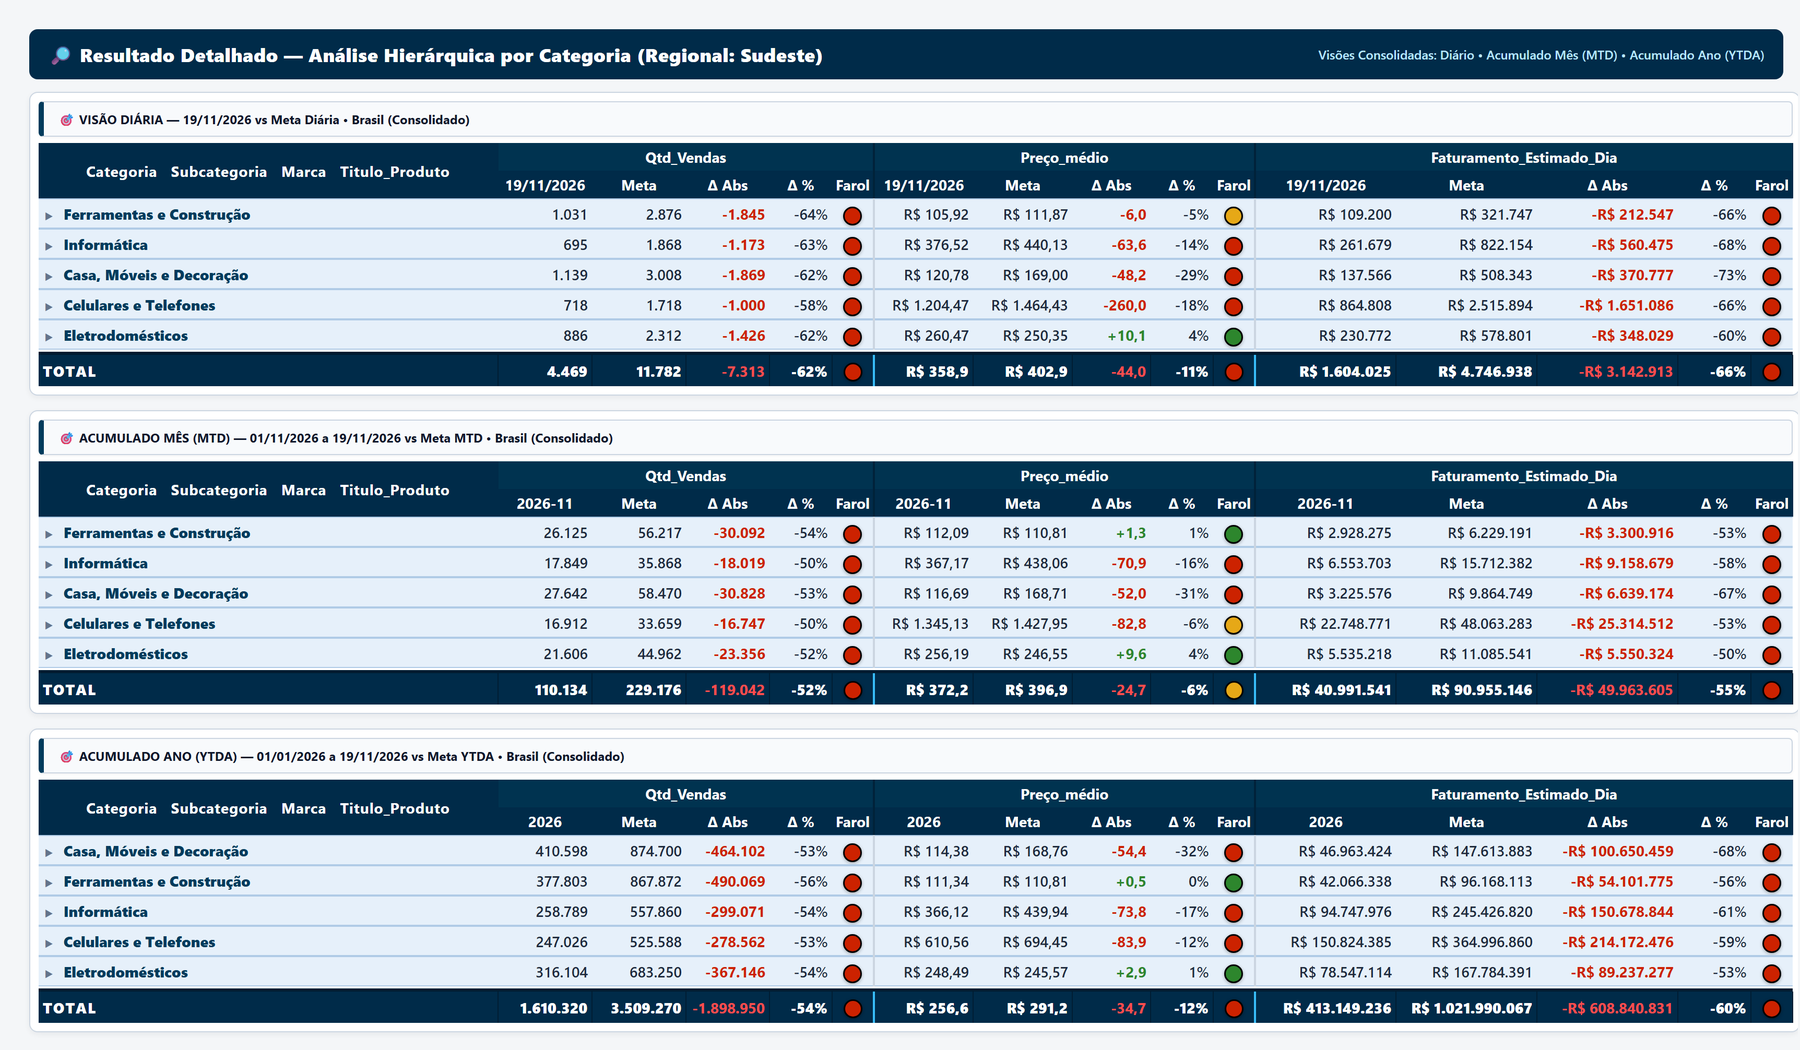 Resultado Detalhado — Análise Hierárquica por Categoria (Regional: Sudeste) Visões Consolidadas: Diário • Acumulado Mês (MTD) • Acumulado Ano (YTDA)
VISÃO DIÁRIA — 19/11/2026 vs Meta Diária • Brasil (Consolidado)
Qtd_Vendas Preço_médio Faturamento_Estimado_Dia
Categoria Subcategoria Marca Titulo_Produto
19/11/2026 Meta Δ Abs Δ % Farol 19/11/2026 Meta Δ Abs Δ % Farol 19/11/2026 Meta Δ Abs Δ % Farol
Ferramentas e Construção 1.031 2.876 -1.845 -64% R$ 105,92 R$ 111,87 -6,0 -5% R$ 109.200 R$ 321.747 -R$ 212.547 -66%
Informática 695 1.868 -1.173 -63% R$ 376,52 R$ 440,13 -63,6 -14% R$ 261.679 R$ 822.154 -R$ 560.475 -68%
Casa, Móveis e Decoração 1.139 3.008 -1.869 -62% R$ 120,78 R$ 169,00 -48,2 -29% R$ 137.566 R$ 508.343 -R$ 370.777 -73%
Celulares e Telefones 718 1.718 -1.000 -58% R$ 1.204,47 R$ 1.464,43 -260,0 -18% R$ 864.808 R$ 2.515.894 -R$ 1.651.086 -66%
Eletrodomésticos 886 2.312 -1.426 -62% R$ 260,47 R$ 250,35 +10,1 4% R$ 230.772 R$ 578.801 -R$ 348.029 -60%
TOTAL 4.469 11.782 -7.313 -62% R$ 358,9 R$ 402,9 -44,0 -11% R$ 1.604.025 R$ 4.746.938 -R$ 3.142.913 -66%
ACUMULADO MÊS (MTD) — 01/11/2026 a 19/11/2026 vs Meta MTD • Brasil (Consolidado)
Qtd_Vendas Preço_médio Faturamento_Estimado_Dia
Categoria Subcategoria Marca Titulo_Produto
2026-11 Meta Δ Abs Δ % Farol 2026-11 Meta Δ Abs Δ % Farol 2026-11 Meta Δ Abs Δ % Farol
Ferramentas e Construção 26.125 56.217 -30.092 -54% R$ 112,09 R$ 110,81 +1,3 1% R$ 2.928.275 R$ 6.229.191 -R$ 3.300.916 -53%
Informática 17.849 35.868 -18.019 -50% R$ 367,17 R$ 438,06 -70,9 -16% R$ 6.553.703 R$ 15.712.382 -R$ 9.158.679 -58%
Casa, Móveis e Decoração 27.642 58.470 -30.828 -53% R$ 116,69 R$ 168,71 -52,0 -31% R$ 3.225.576 R$ 9.864.749 -R$ 6.639.174 -67%
Celulares e Telefones 16.912 33.659 -16.747 -50% R$ 1.345,13 R$ 1.427,95 -82,8 -6% R$ 22.748.771 R$ 48.063.283 -R$ 25.314.512 -53%
Eletrodomésticos 21.606 44.962 -23.356 -52% R$ 256,19 R$ 246,55 +9,6 4% R$ 5.535.218 R$ 11.085.541 -R$ 5.550.324 -50%
TOTAL 110.134 229.176 -119.042 -52% R$ 372,2 R$ 396,9 -24,7 -6% R$ 40.991.541 R$ 90.955.146 -R$ 49.963.605 -55%
ACUMULADO ANO (YTDA) — 01/01/2026 a 19/11/2026 vs Meta YTDA • Brasil (Consolidado)
Qtd_Vendas Preço_médio Faturamento_Estimado_Dia
Categoria Subcategoria Marca Titulo_Produto
2026 Meta Δ Abs Δ % Farol 2026 Meta Δ Abs Δ % Farol 2026 Meta Δ Abs Δ % Farol
Casa, Móveis e Decoração 410.598 874.700 -464.102 -53% R$ 114,38 R$ 168,76 -54,4 -32% R$ 46.963.424 R$ 147.613.883 -R$ 100.650.459 -68%
Ferramentas e Construção 377.803 867.872 -490.069 -56% R$ 111,34 R$ 110,81 +0,5 0% R$ 42.066.338 R$ 96.168.113 -R$ 54.101.775 -56%
Informática 258.789 557.860 -299.071 -54% R$ 366,12 R$ 439,94 -73,8 -17% R$ 94.747.976 R$ 245.426.820 -R$ 150.678.844 -61%
Celulares e Telefones 247.026 525.588 -278.562 -53% R$ 610,56 R$ 694,45 -83,9 -12% R$ 150.824.385 R$ 364.996.860 -R$ 214.172.476 -59%
Eletrodomésticos 316.104 683.250 -367.146 -54% R$ 248,49 R$ 245,57 +2,9 1% R$ 78.547.114 R$ 167.784.391 -R$ 89.237.277 -53%
TOTAL 1.610.320 3.509.270 -1.898.950 -54% R$ 256,6 R$ 291,2 -34,7 -12% R$ 413.149.236 R$ 1.021.990.067 -R$ 608.840.831 -60%